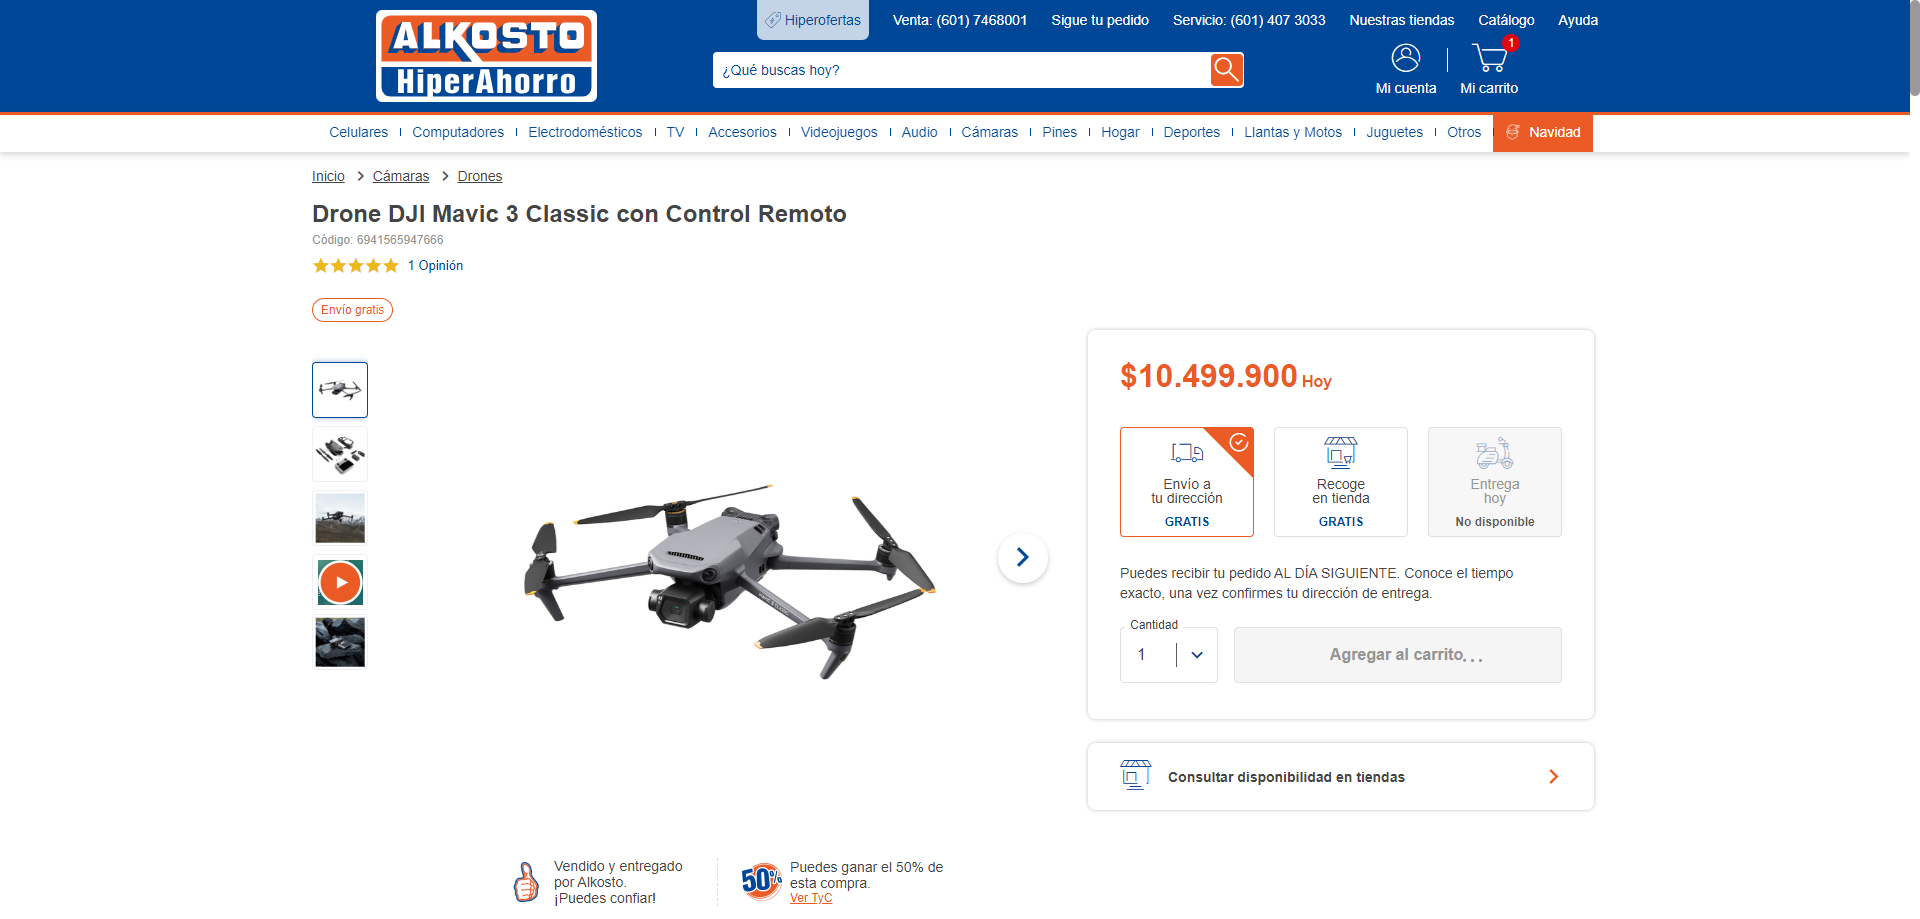 ALKOSTO
HiperAhorro
Hiperofertas
Venta: (601) 7468001
Sigue tu pedido
Servicio: (601) 407 3033
Nuestras tiendas
Catálogo
Ayuda
¿Qué buscas hoy?
Mi cuenta
1
Mi carrito
Celulares
Computadores
Electrodomésticos
TV
Accesorios
Videojuegos
Audio
Cámaras
Pines
Hogar
Deportes
Llantas y Motos
Juguetes
Otros
Navidad
Inicio
Cámaras
Drones
Drone DJI Mavic 3 Classic con Control Remoto
Código: 6941565947666
1 Opinión
Envío gratis
$10.499.900 Hoy
Envío a
tu dirección
GRATIS
Recoge
en tienda
GRATIS
Entrega
hoy
No disponible
Puedes recibir tu pedido AL DÍA SIGUIENTE. Conoce el tiempo
exacto, una vez confirmes tu dirección de entrega.
Cantidad
1
Agregar al carrito...
Consultar disponibilidad en tiendas
Vendido y entregado
por Alkosto.
¡Puedes confiar!
50%
Puedes ganar el 50% de
esta compra.
Ver TyC